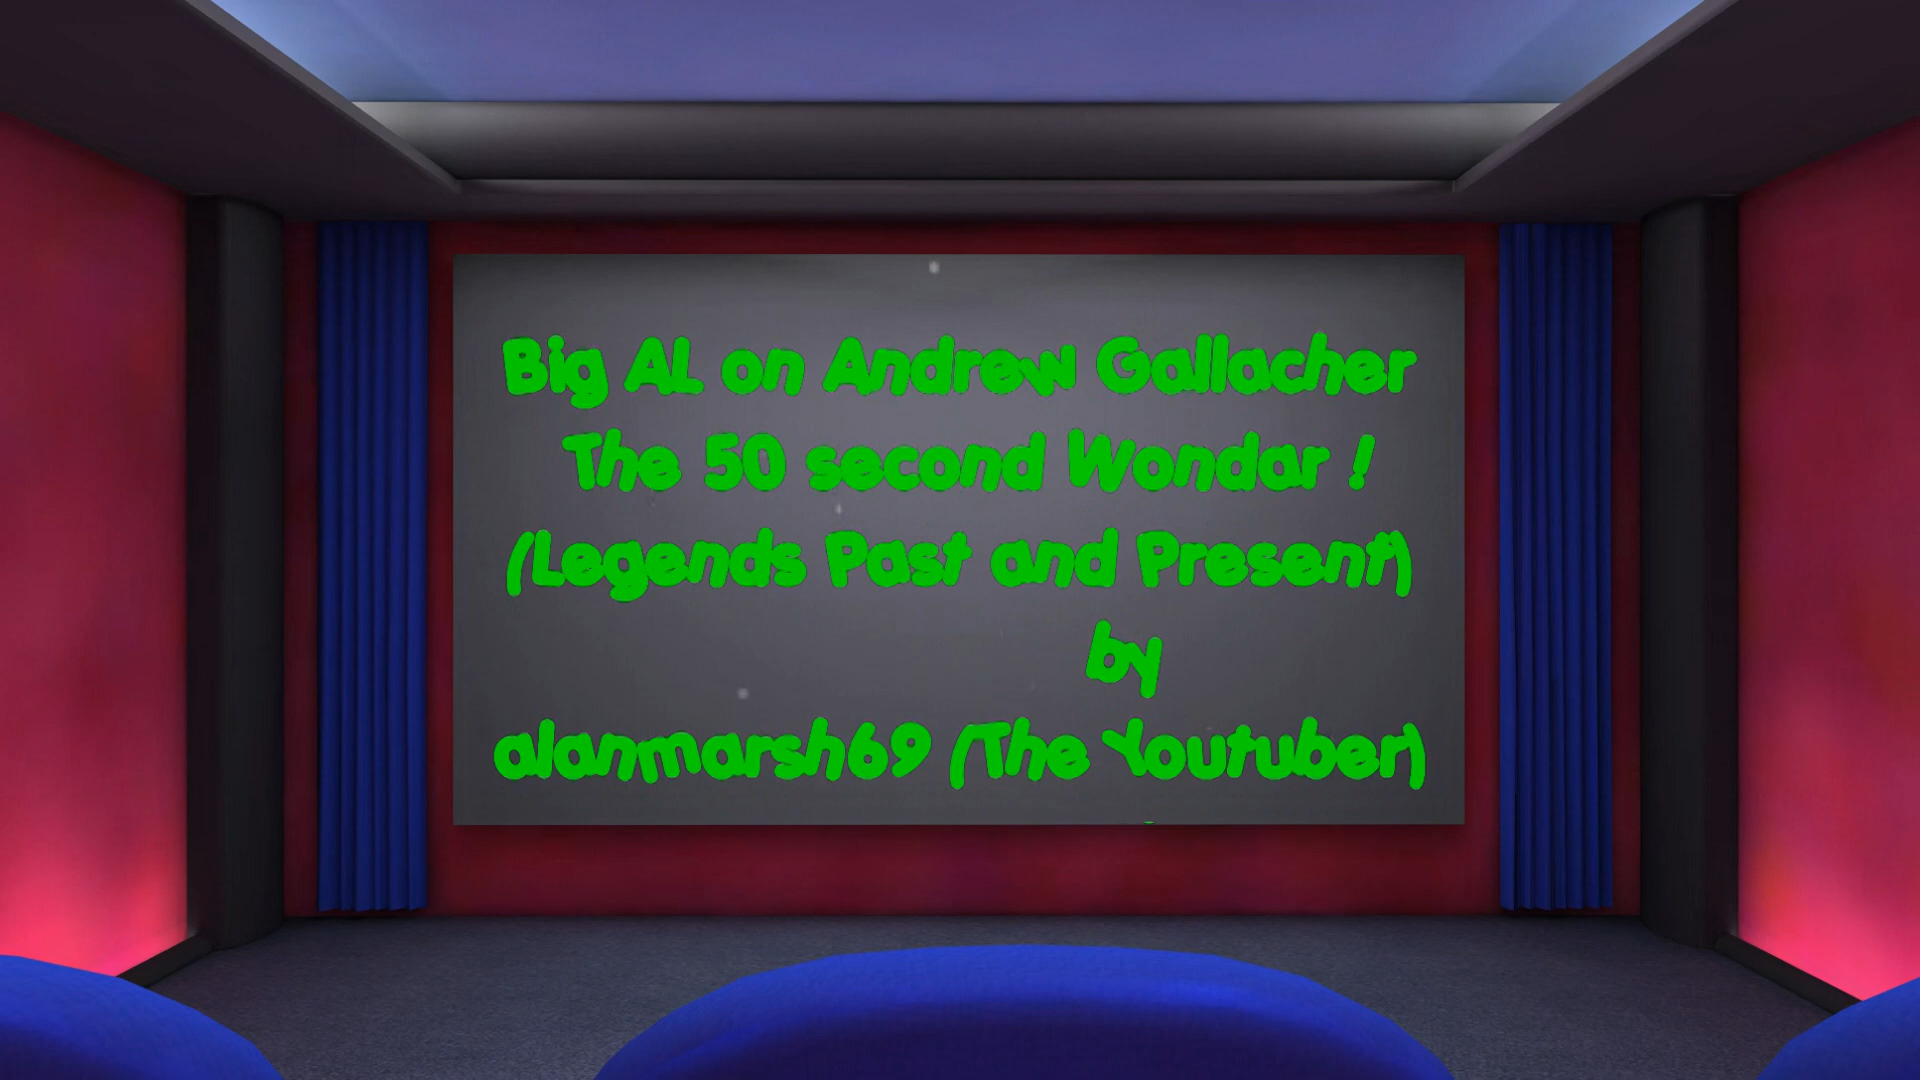 Big AL on Andrew Gallacher
The 50 second Wondar !
(Legends Past and Present)
by
alanmarsh69 (The Youtuber)